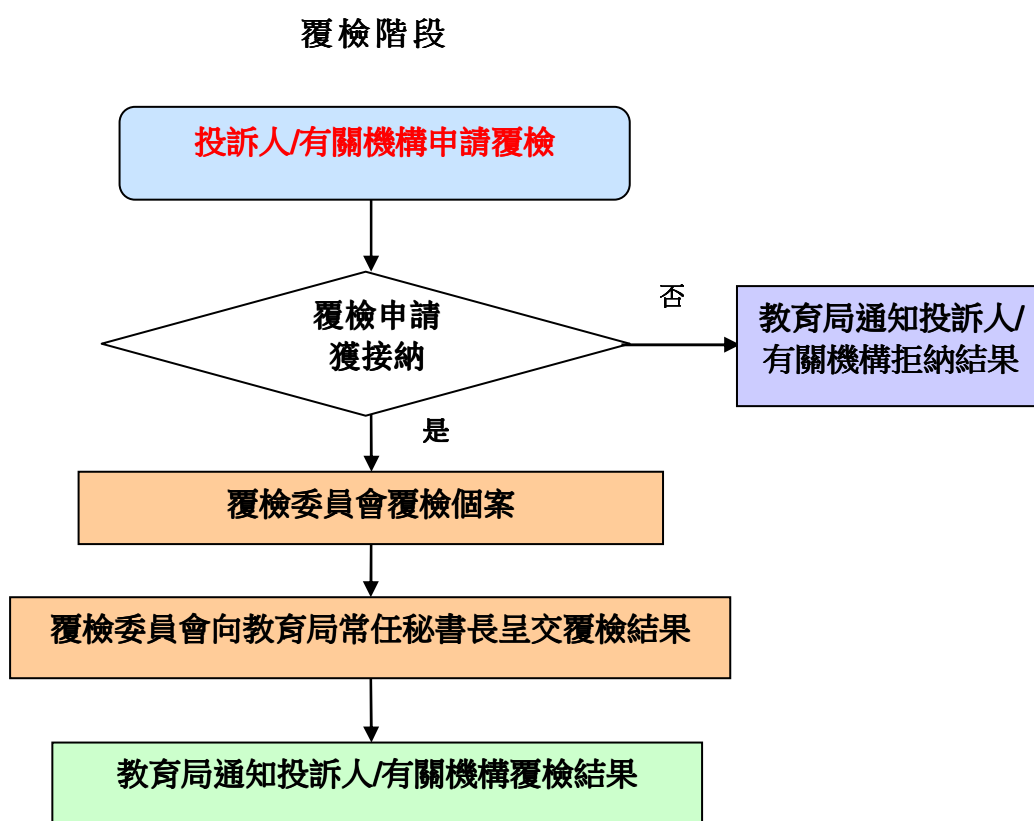 覆檢階段
投訴人/有關機構申請覆檢
覆檢申請
獲接納
否
教育局通知投訴人/
有關機構拒納結果
是
覆檢委員會覆檢個案
覆檢委員會向教育局常任秘書長呈交覆檢結果
教育局通知投訴人/有關機構覆檢結果